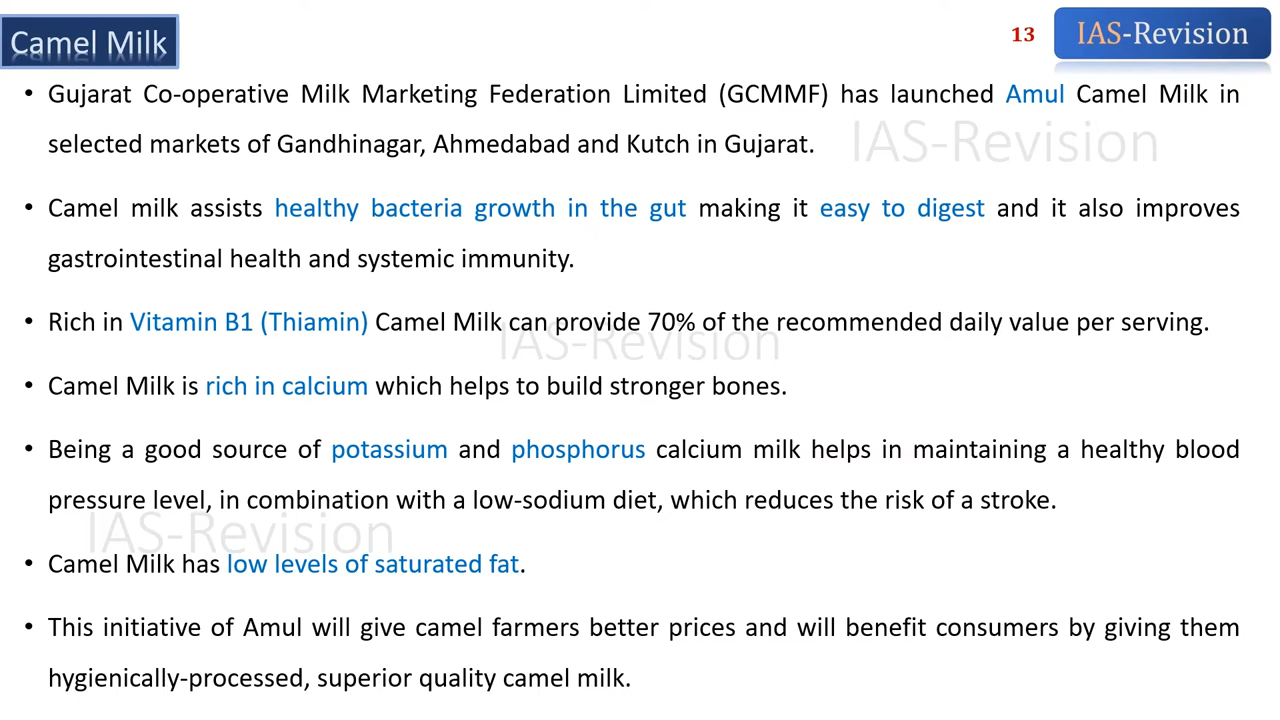 Camel Milk
13
IAS-Revision
• Gujarat Co-operative Milk Marketing Federation Limited (GCMMF) has launched Amul Camel Milk in
selected markets of Gandhinagar, Ahmedabad and Kutch in Gujarat.
IAS-Revision
• Camel milk assists healthy bacteria growth in the gut making it easy to digest and it also improves
gastrointestinal health and systemic immunity.
• Rich in Vitamin B1 (Thiamin) Camel Milk can provide 70% of the recommended daily value per serving.
IAS-Revision
• Camel Milk is rich in calcium which helps to build stronger bones.
• Being a good source of potassium and phosphorus calcium milk helps in maintaining a healthy blood
pressure level, in combination with a low-sodium diet, which reduces the risk of a stroke.
IAS-Revision
• Camel Milk has low levels of saturated fat.
• This initiative of Amul will give camel farmers better prices and will benefit consumers by giving them
hygienically-processed, superior quality camel milk.